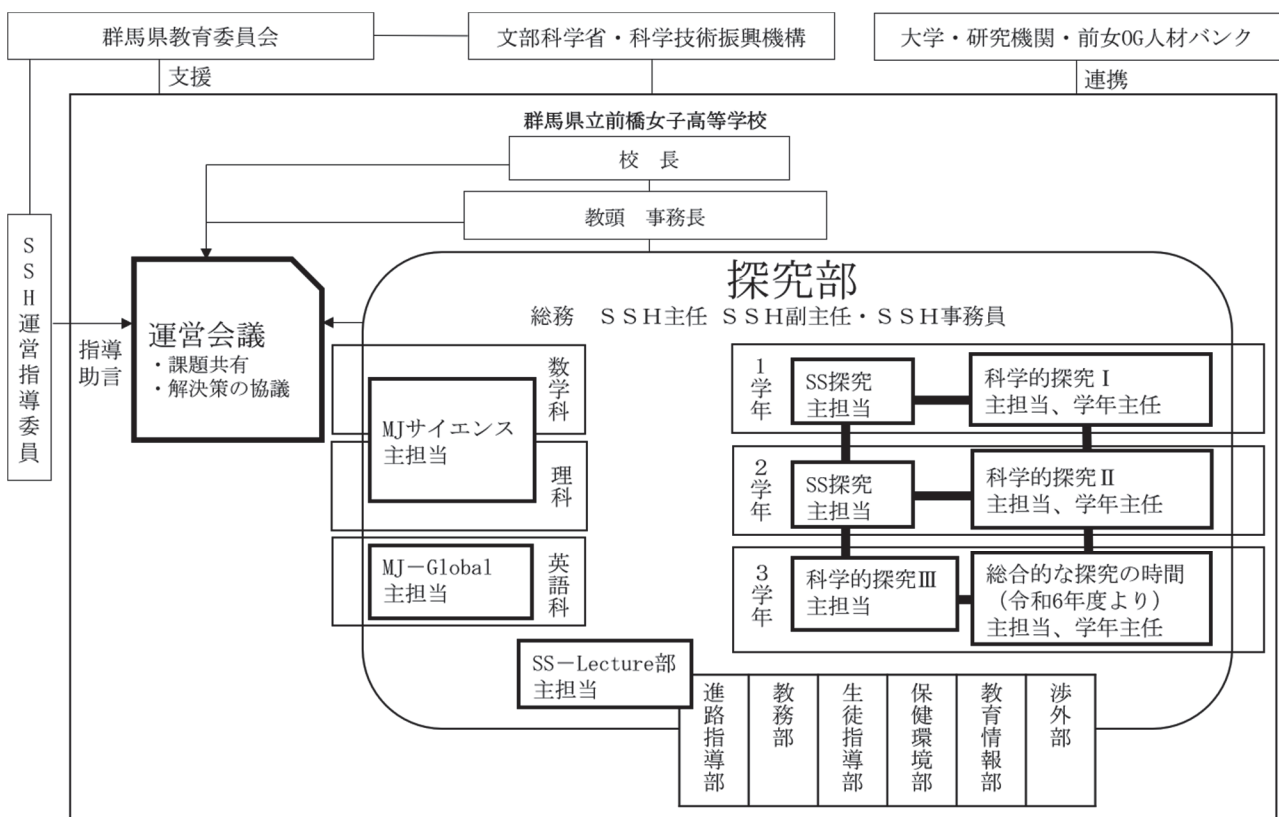 群馬県教育委員会
文部科学省・科学技術振興機構
大学・研究機関・前女OG人材バンク
支援
連携
群馬県立前橋女子高等学校
校　長
教頭　事務長
SSH運営指導委員
指導
助言
運営会議
・課題共有
・解決策の協議
探究部
総務　ＳＳＨ主任 ＳＳＨ副主任・ＳＳＨ事務員
数学科
MJサイエンス
主担当
理科
MJ－Global
主担当
英語科
1学年
SS探究
主担当
科学的探究Ⅰ
主担当、学年主任
2学年
SS探究
主担当
科学的探究Ⅱ
主担当、学年主任
3学年
科学的探究Ⅲ
主担当
総合的な探究の時間
（令和6年度より）
主担当、学年主任
SS－Lecture部
主担当
進路指導部
教務部
生徒指導部
保健環境部
教育情報部
渉外部